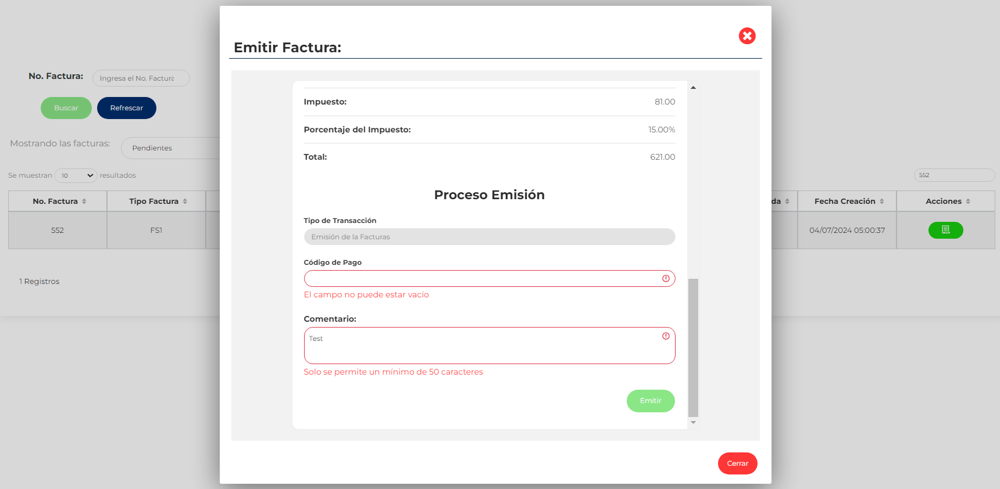 Emitir Factura:
No. Factura:
Ingresa el No. Factura
Buscar
Refrescar
Mostrando las facturas:
Pendientes
Se muestran 10 resultados
552
No. Factura
Tipo Factura
da
Fecha Creación
Acciones
552
FS1
04/07/2024 05:00:37
1 Registros
Impuesto: 81.00
Porcentaje del Impuesto: 15.00%
Total: 621.00
Proceso Emisión
Tipo de Transacción
Emisión de la Facturas
Código de Pago
El campo no puede estar vacío
Comentario:
Test
Solo se permite un mínimo de 50 caracteres
Emitir
Cerrar